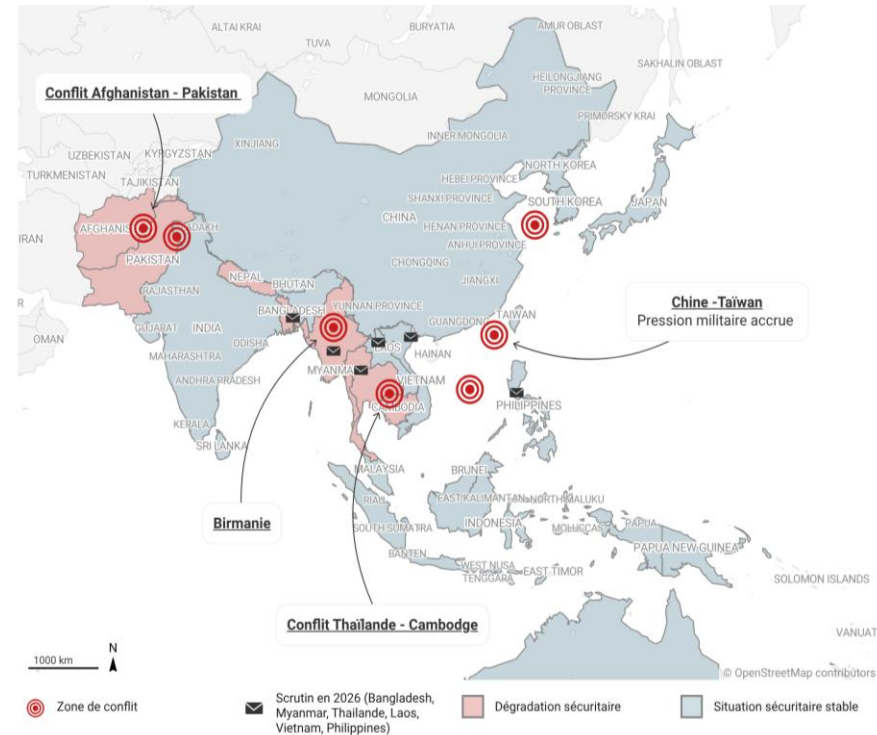 ALTAI KRAI
BURYATIA
AMUR OBLAST
TUVA
SAKHALIN OBLAST
Conflit Afghanistan - Pakistan
HEILONGJIANG
PROVINCE
MONGOLIA
PRIMORSKY KRAI
INNER MONGOLIA
XINJIANG
UZBEKISTAN
KYRGYZSTAN
NORTH KOREA
TURKMENISTAN
TAJIKISTAN
HEBEI PROVINCE
SHANXI PROVINCE
SOUTH KOREA
JAPAN
CHINA
AFGHANIS
DAKH
HENAN PROVINCE
IRAN
ANHUI PROVINCE
PAKISTAN
CHONGQING
NEPAL
JIANGXI
RAJASTHAN
BHUTAN
BANGLADESH
YUNNAN PROVINCE
TAIWAN
GUANGDONG
Chine -Taïwan
Pression militaire accrue
OMAN
GUJARAT
INDIA
ODISHA
LAOS
HAINAN
MAHARASHTRA
MYANMA
VIETNAM
ANDHRA PRADESH
CAMBODIA
PHILIPPINES
KERALA
SRI LANKA
MALAYSIA
BRUNEI
RIAU
EAST KALIMANTAN
NORTH MALUKU
Birmanie
SOUTH SUMATRA
INDONESIA
MOLUCCAS
PAPUA
PAPUA NEW GUINEA
BANTEN
WEST NUSA
TENGGARA
EAST TIMOR
SOLOMON ISLANDS
Conflit Thaïlande - Cambodge
VANUAT
1000 km
N
© OpenStreetMap contributors
Zone de conflit
Scrutin en 2026 (Bangladesh,
Myanmar, Thailande, Laos,
Vietnam, Philippines)
Dégradation sécuritaire
Situation sécuritaire stable